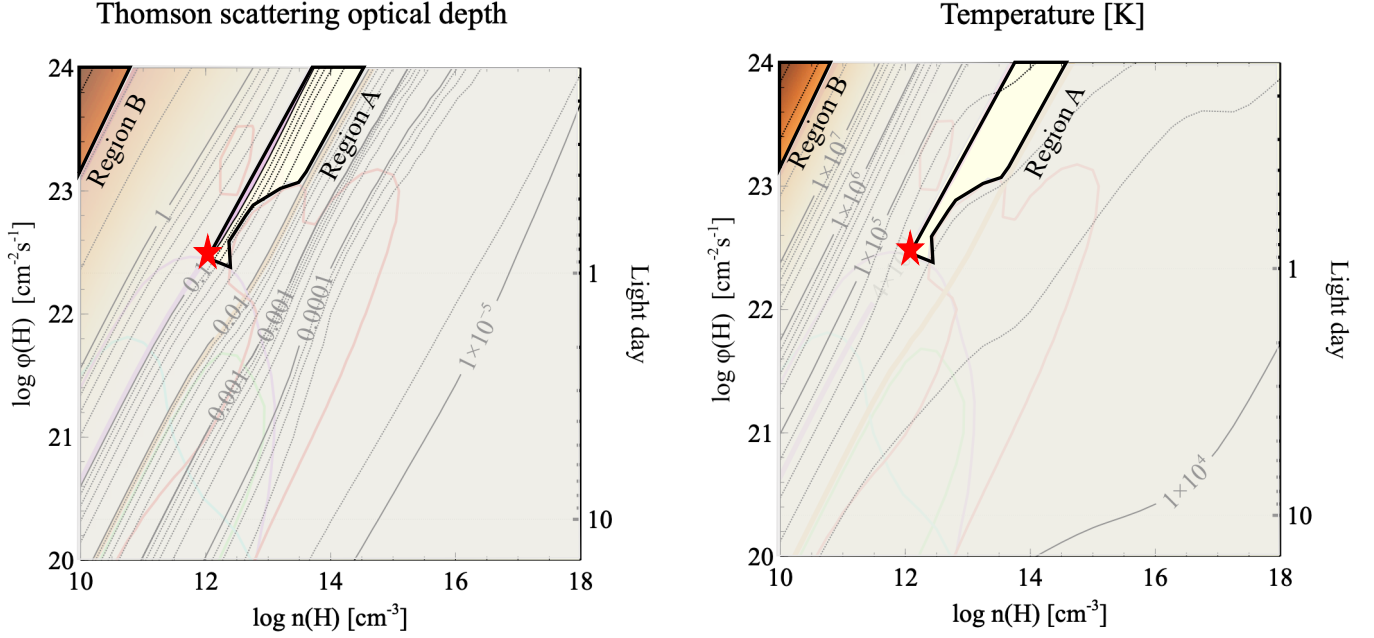 Thomson scattering optical depth
24
23
22
21
20
10
12
14
16
18
log φ(H) [cm-2s-1]
log n(H) [cm-3]
Light day
1
10
Region B
Region A
1
0.1
0.01
0.001
0.0001
0.001
1×10-5
Temperature [K]
24
23
22
21
20
10
12
14
16
18
log φ(H) [cm-2s-1]
log n(H) [cm-3]
Light day
1
10
Region B
Region A
1×107
1×106
1×105
1×104